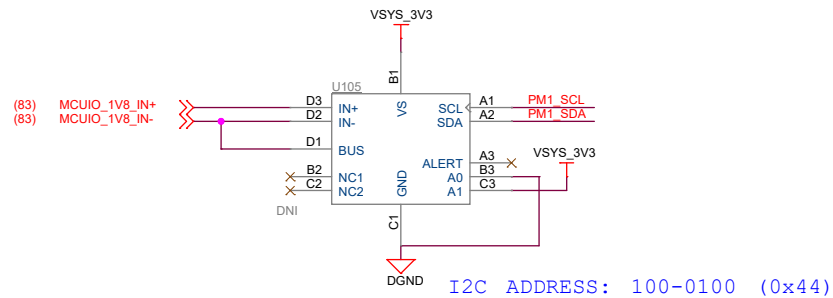 VSYS_3V3
B1
U105
(83) MCUIO_1V8_IN+ D3 IN+ VS SCL A1 PM1_SCL
(83) MCUIO_1V8_IN- D2 IN- SDA A2 PM1_SDA
D1 BUS
ALERT A3 VSYS_3V3
B2 NC1 A0 B3
C2 NC2 GND A1 C3
DNI
C1
DGND
I2C ADDRESS: 100-0100 (0x44)